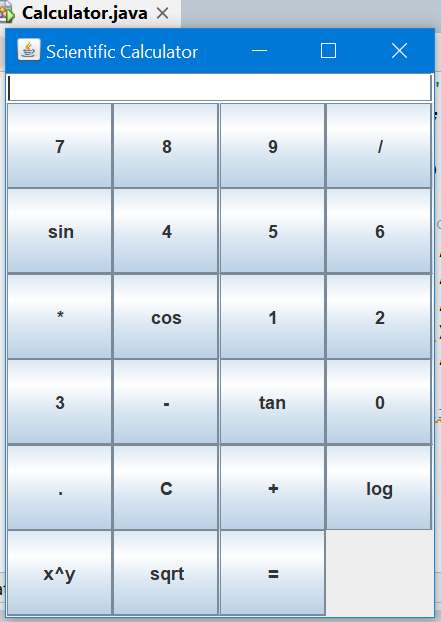 Calculator.java
Scientific Calculator
7 8 9 /
sin 4 5 6
* cos 1 2
3 - tan 0
. C + log
x^y sqrt =